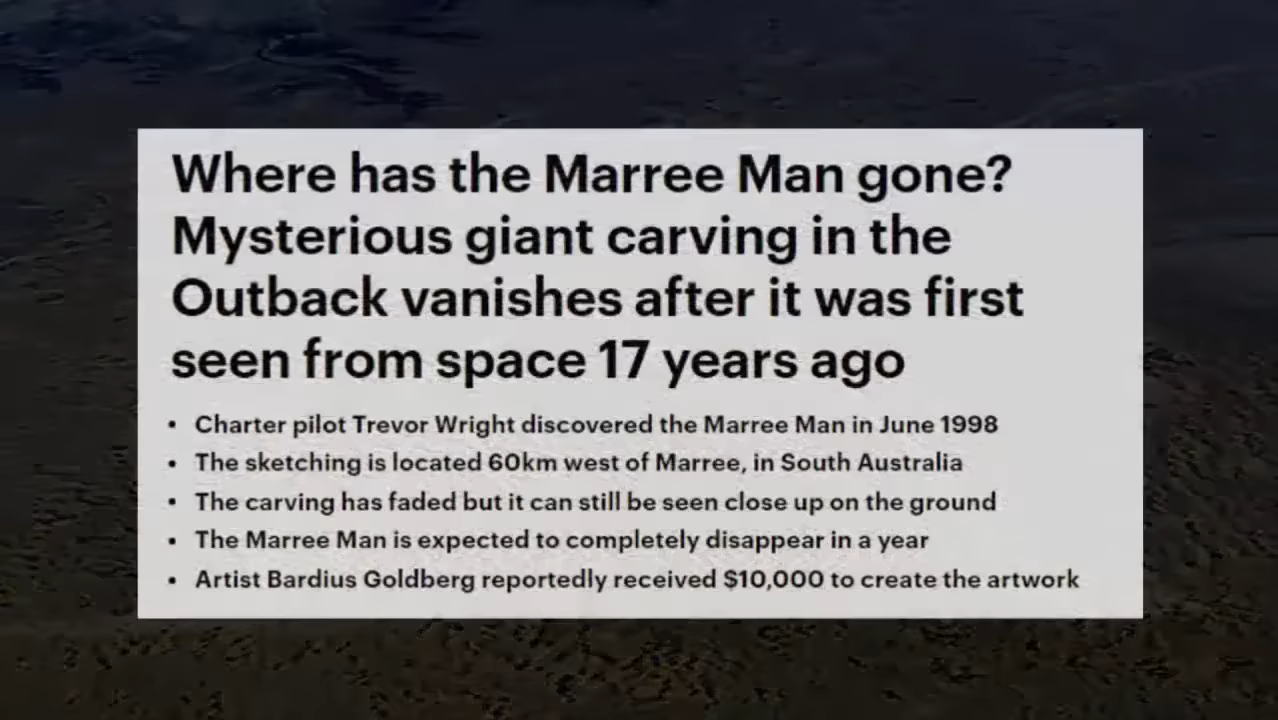 Where has the Marree Man gone?
Mysterious giant carving in the
Outback vanishes after it was first
seen from space 17 years ago
• Charter pilot Trevor Wright discovered the Marree Man in June 1998
• The sketching is located 60km west of Marree, in South Australia
• The carving has faded but it can still be seen close up on the ground
• The Marree Man is expected to completely disappear in a year
• Artist Bardius Goldberg reportedly received $10,000 to create the artwork